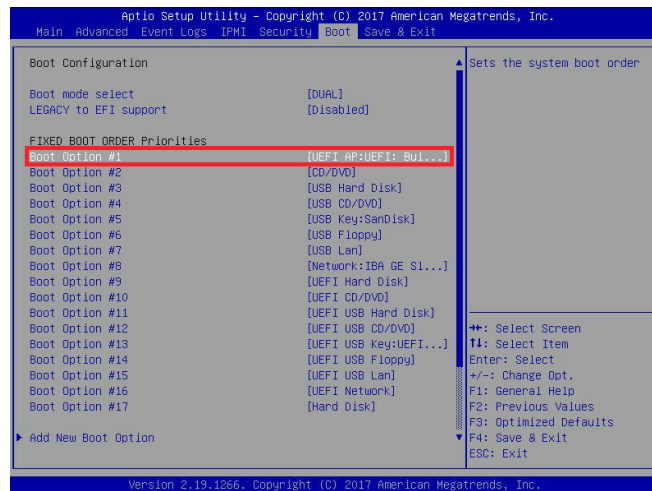 Aptio Setup Utility – Copyright (C) 2017 American Megatrends, Inc.
Main Advanced Event Logs IPMI Security Boot Save & Exit
Boot Configuration
Boot mode select [DUAL]
LEGACY to EFI support [Disabled]
FIXED BOOT ORDER Priorities
Boot Option #1 [UEFI AP:UEFI: Bul...]
Boot Option #2 [CD/DVD]
Boot Option #3 [USB Hard Disk]
Boot Option #4 [USB CD/DVD]
Boot Option #5 [USB Key:SanDisk]
Boot Option #6 [USB Floppy]
Boot Option #7 [USB Lan]
Boot Option #8 [Network:IBA GE Sl...]
Boot Option #9 [UEFI Hard Disk]
Boot Option #10 [UEFI CD/DVD]
Boot Option #11 [UEFI USB Hard Disk]
Boot Option #12 [UEFI USB CD/DVD]
Boot Option #13 [UEFI USB Key:UEFI...]
Boot Option #14 [UEFI USB Floppy]
Boot Option #15 [UEFI USB Lan]
Boot Option #16 [UEFI Network]
Boot Option #17 [Hard Disk]
Add New Boot Option
Sets the system boot order
→←: Select Screen
↑↓: Select Item
Enter: Select
+/-: Change Opt.
F1: General Help
F2: Previous Values
F3: Optimized Defaults
F4: Save & Exit
ESC: Exit
Version 2.19.1266. Copyright (C) 2017 American Megatrends, Inc.